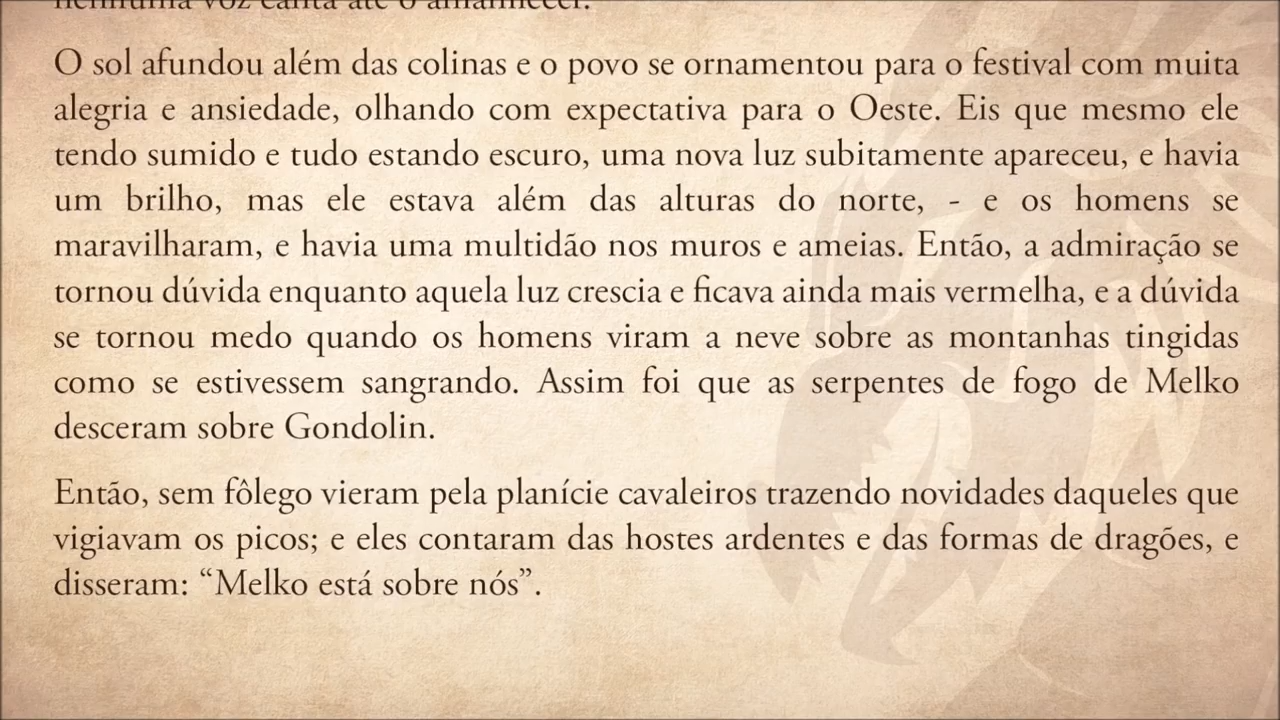 nenhuma voz canta até o amanhecer.
O sol afundou além das colinas e o povo se ornamentou para o festival com muita
alegria e ansiedade, olhando com expectativa para o Oeste. Eis que mesmo ele
tendo sumido e tudo estando escuro, uma nova luz subitamente apareceu, e havia
um brilho, mas ele estava além das alturas do norte, - e os homens se
maravilharam, e havia uma multidão nos muros e ameias. Então, a admiração se
tornou dúvida enquanto aquela luz crescia e ficava ainda mais vermelha, e a dúvida
se tornou medo quando os homens viram a neve sobre as montanhas tingidas
como se estivessem sangrando. Assim foi que as serpentes de fogo de Melko
desceram sobre Gondolin.
Então, sem fôlego vieram pela planície cavaleiros trazendo novidades daqueles que
vigiavam os picos; e eles contaram das hostes ardentes e das formas de dragões, e
disseram: “Melko está sobre nós”.